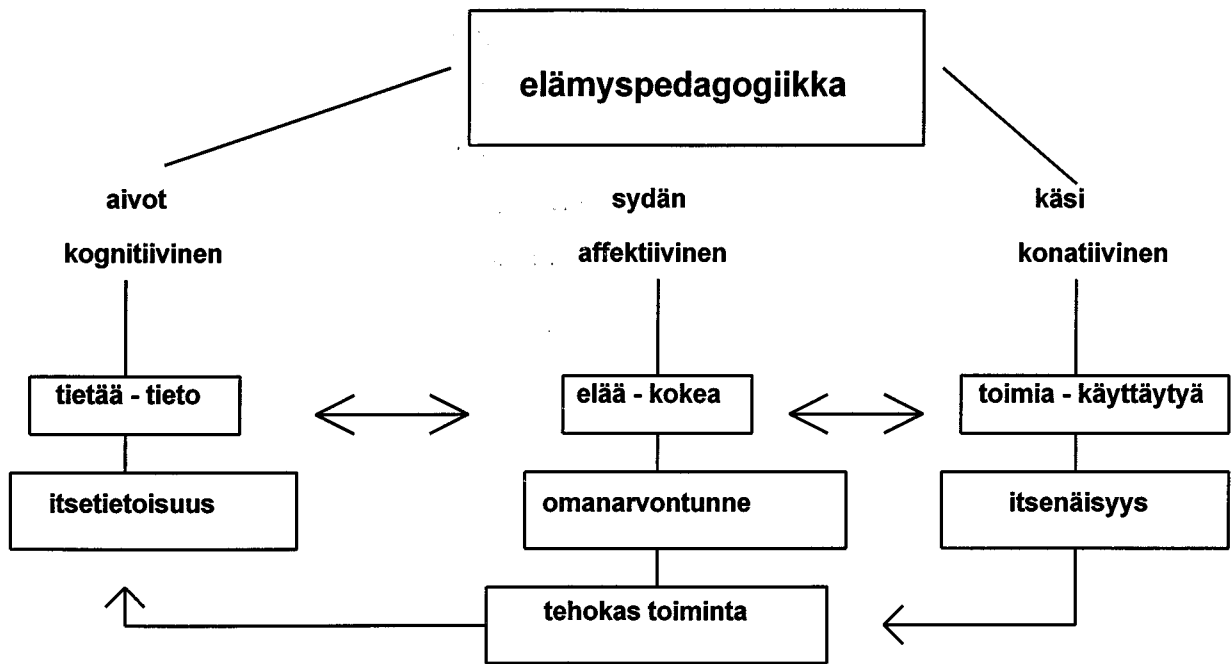 elämyspedagogiikka
aivot
sydän
käsi
kognitiivinen
affektiivinen
konatiivinen
tietää - tieto
elää - kokea
toimia - käyttäytyä
itsetietoisuus
omanarvontunne
itsenäisyys
tehokas toiminta